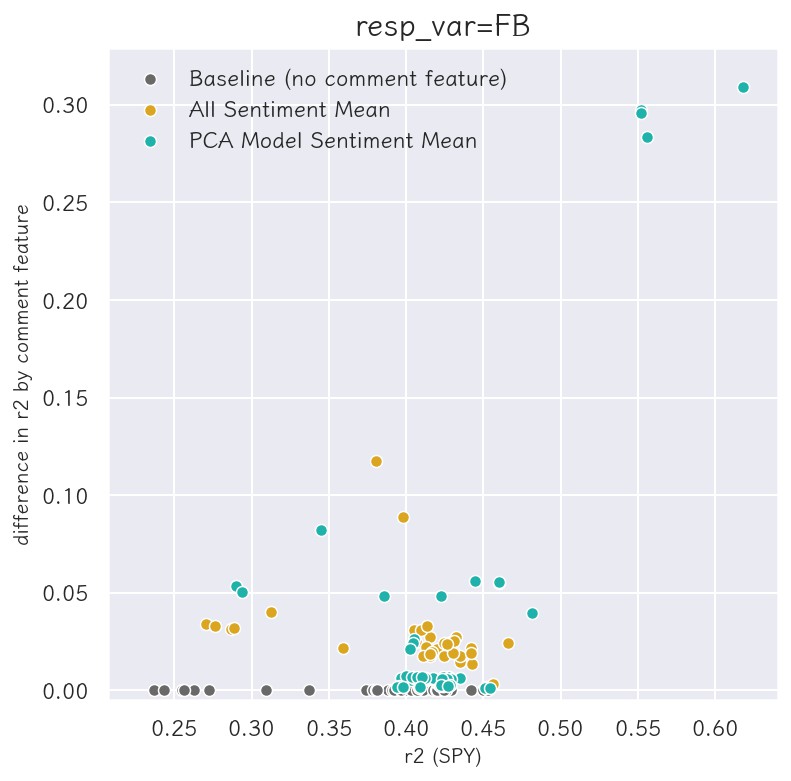 resp_var=FB
Baseline (no comment feature)
All Sentiment Mean
PCA Model Sentiment Mean
difference in r2 by comment feature
0.30
0.25
0.20
0.15
0.10
0.05
0.00
0.25 0.30 0.35 0.40 0.45 0.50 0.55 0.60
r2 (SPY)